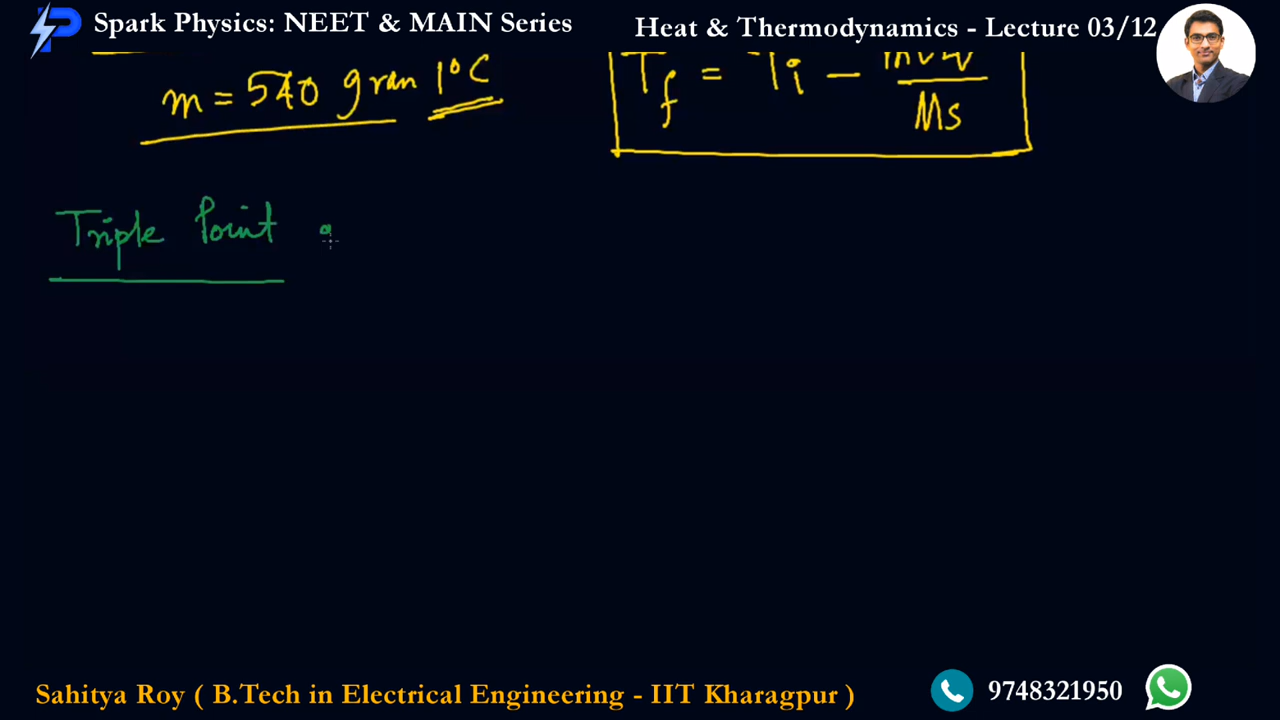 Spark Physics: NEET & MAIN Series
Heat & Thermodynamics - Lecture 03/12
m = 540 gram 1°C
T_f = T_i -
Ms
Triple Point
Sahitya Roy ( B.Tech in Electrical Engineering - IIT Kharagpur )
9748321950